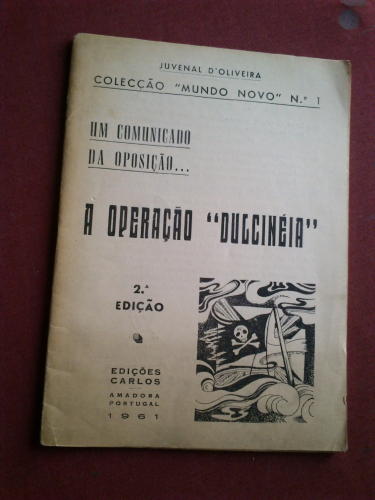 JUVENAL D'OLIVEIRA
COLECÇÃO "MUNDO NOVO" N.º 1
UM COMUNICADO
DA OPOSIÇÃO...
A OPERAÇÃO "DULCINÉIA"
2.ª
EDIÇÃO
EDIÇÕES
CARLOS
AMADORA
PORTUGAL
1961